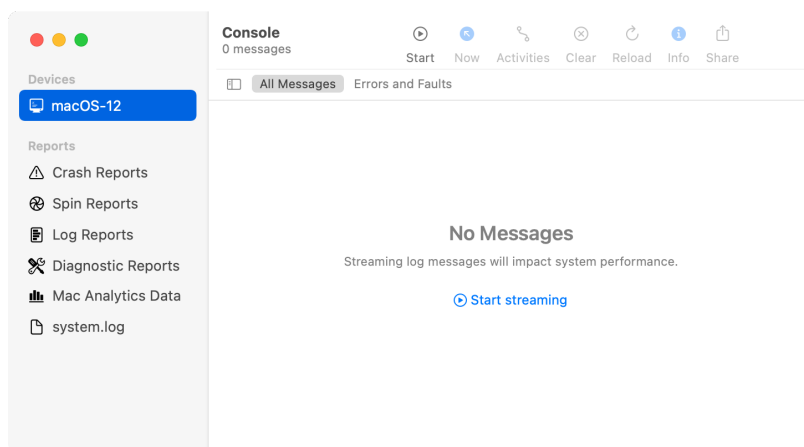 Console
0 messages
Start Now Activities Clear Reload Info Share
Devices
macOS-12
Reports
Crash Reports
Spin Reports
Log Reports
Diagnostic Reports
Mac Analytics Data
system.log
All Messages Errors and Faults
No Messages
Streaming log messages will impact system performance.
Start streaming